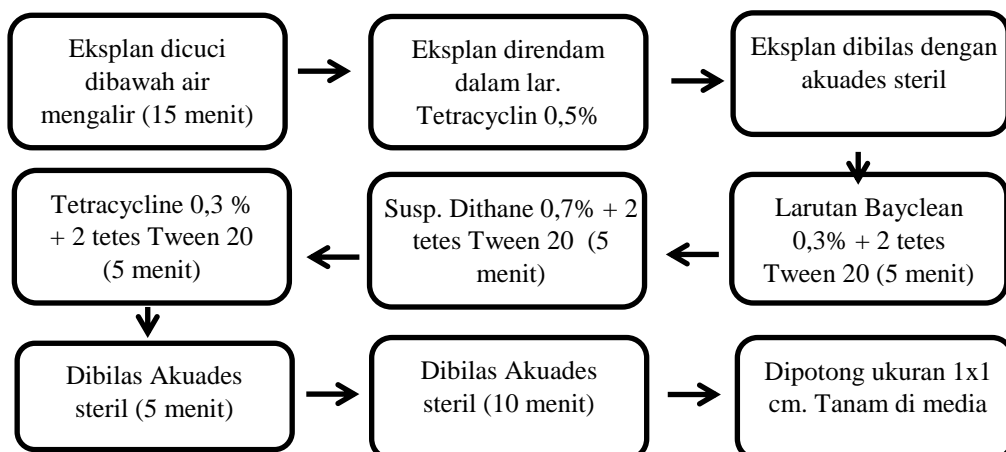 Eksplan dicuci
dibawah air
mengalir (15 menit)
Eksplan direndam
dalam lar.
Tetracyclin 0,5%
Eksplan dibilas dengan
akuades steril
Larutan Bayclean
0,3% + 2 tetes
Tween 20 (5 menit)
Susp. Dithane 0,7% + 2
tetes Tween 20 (5
menit)
Tetracycline 0,3 %
+ 2 tetes Tween 20
(5 menit)
Dibilas Akuades
steril (5 menit)
Dibilas Akuades
steril (10 menit)
Dipotong ukuran 1x1
cm. Tanam di media